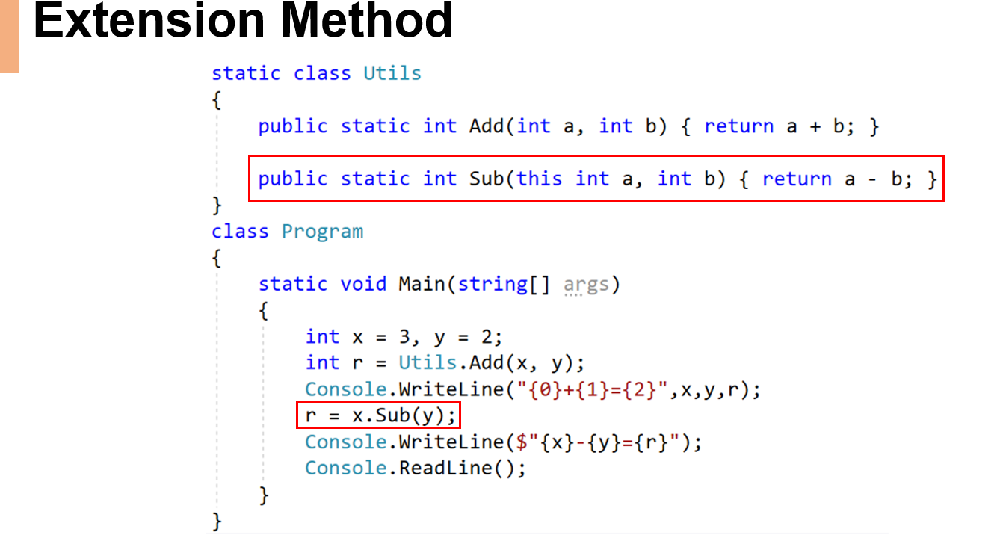 Extension Method
static class Utils
{
public static int Add(int a, int b) { return a + b; }
public static int Sub(this int a, int b) { return a - b; }
}
class Program
{
static void Main(string[] args)
{
int x = 3, y = 2;
int r = Utils.Add(x, y);
Console.WriteLine("{0}+{1}={2}",x,y,r);
r = x.Sub(y);
Console.WriteLine($"{x}-{y}={r}");
Console.ReadLine();
}
}